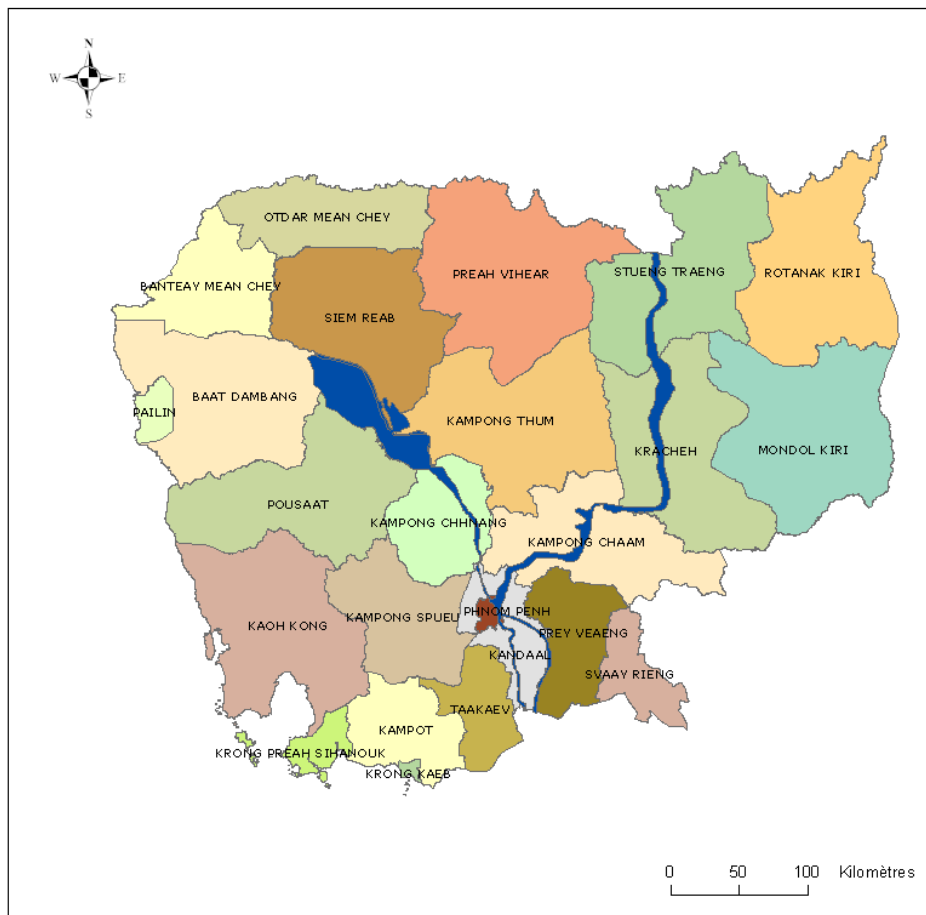 N
W E
S
OTDAR MEAN CHEY
PREAH VIHEAR
STUENG TRAENG
ROTANAK KIRI
BANTEAY MEAN CHEY
SIEM REAB
BAAT DAMBANG
PAILIN
KAMPONG THUM
KRACHEH
MONDOL KIRI
POUSAAT
KAMPONG CHHNANG
KAMPONG CHAAM
PHNOM PENH
KAMPONG SPUEU
KAOH KONG
PREY VEAENG
KANDAAL
SVAAY RIENG
TAAKAEV
KAMPOT
KRONG PREAH SIHANOUK
KRONG KAEB
0 50 100 Kilomètres